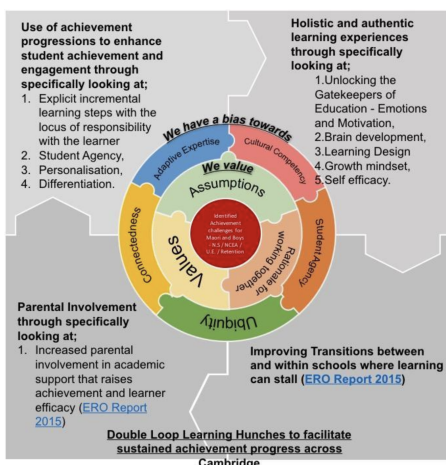 Use of achievement
progressions to enhance
student achievement and
engagement through
specifically looking at;
1. Explicit incremental
learning steps with the
locus of responsibility
with the learner
2. Student Agency,
3. Personalisation,
4. Differentiation.
Holistic and authentic
learning experiences
through specifically
looking at;
1.Unlocking the
Gatekeepers of
Education - Emotions
and Motivation,
2.Brain development,
3.Learning Design
4.Growth mindset,
5.Self efficacy.
We have a bias towards
Adaptive Expertise
Cultural Competency
We value
Assumptions
Identified
Achievement
challenges for
Maori and Boys
- N.S / NCEA /
U.E. / Retention
Connectedness
Values
Rationale for
working together
Student Agency
Ubiquity
Parental Involvement
through specifically
looking at;
1. Increased parental
involvement in academic
support that raises
achievement and learner
efficacy (ERO Report
2015)
Improving Transitions between
and within schools where learning
can stall (ERO Report 2015)
Double Loop Learning Hunches to facilitate
sustained achievement progress across
Cambridge